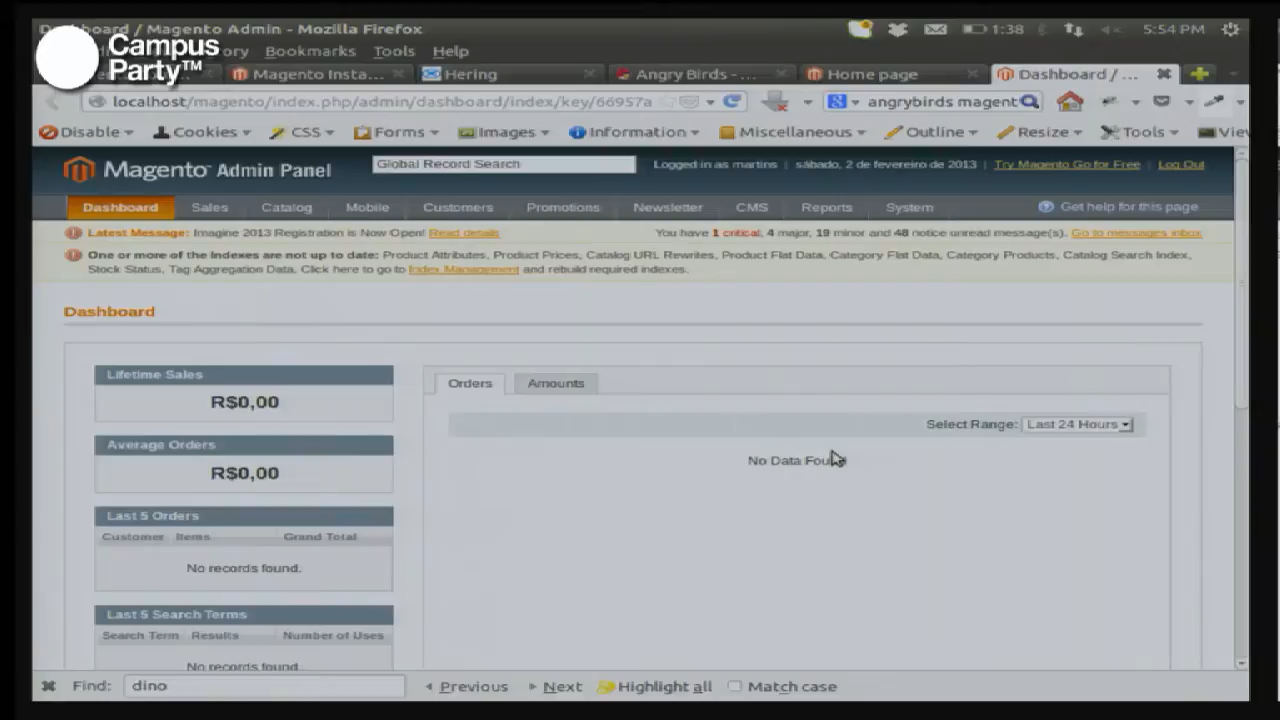 Dashboard / Magento Admin - Mozilla Firefox
1:38
5:54 PM
Campus
Party™
Bookmarks Tools Help
Magento Insta...
Hering
Angry Birds - ...
Home page
Dashboard / ...
localhost/magento/index.php/admin/dashboard/index/key/66957a
angrybirds magent
Disable Cookies CSS Forms Images Information Miscellaneous Outline Resize Tools
Magento Admin Panel
Global Record Search
Logged in as martins | sábado, 2 de fevereiro de 2013 | Try Magento Go for Free | Log Out
Dashboard Sales Catalog Mobile Customers Promotions Newsletter CMS Reports System
Get help for this page
Latest Message: Imagine 2013 Registration is Now Open! Read details
You have 1 critical, 4 major, 19 minor and 48 notice unread message(s). Go to messages inbox
One or more of the Indexes are not up to date: Product Attributes, Product Prices, Catalog URL Rewrites, Product Flat Data, Category Flat Data, Category Products, Catalog Search Index,
Stock Status, Tag Aggregation Data. Click here to go to Index Management and rebuild required indexes.
Dashboard
Lifetime Sales
R$0,00
Average Orders
R$0,00
Last 5 Orders
Customer Items Grand Total
No records found.
Last 5 Search Terms
Search Term Results Number of Uses
No records found.
Orders Amounts
Select Range: Last 24 Hours
No Data Found
Find: dino Previous Next Highlight all Match case